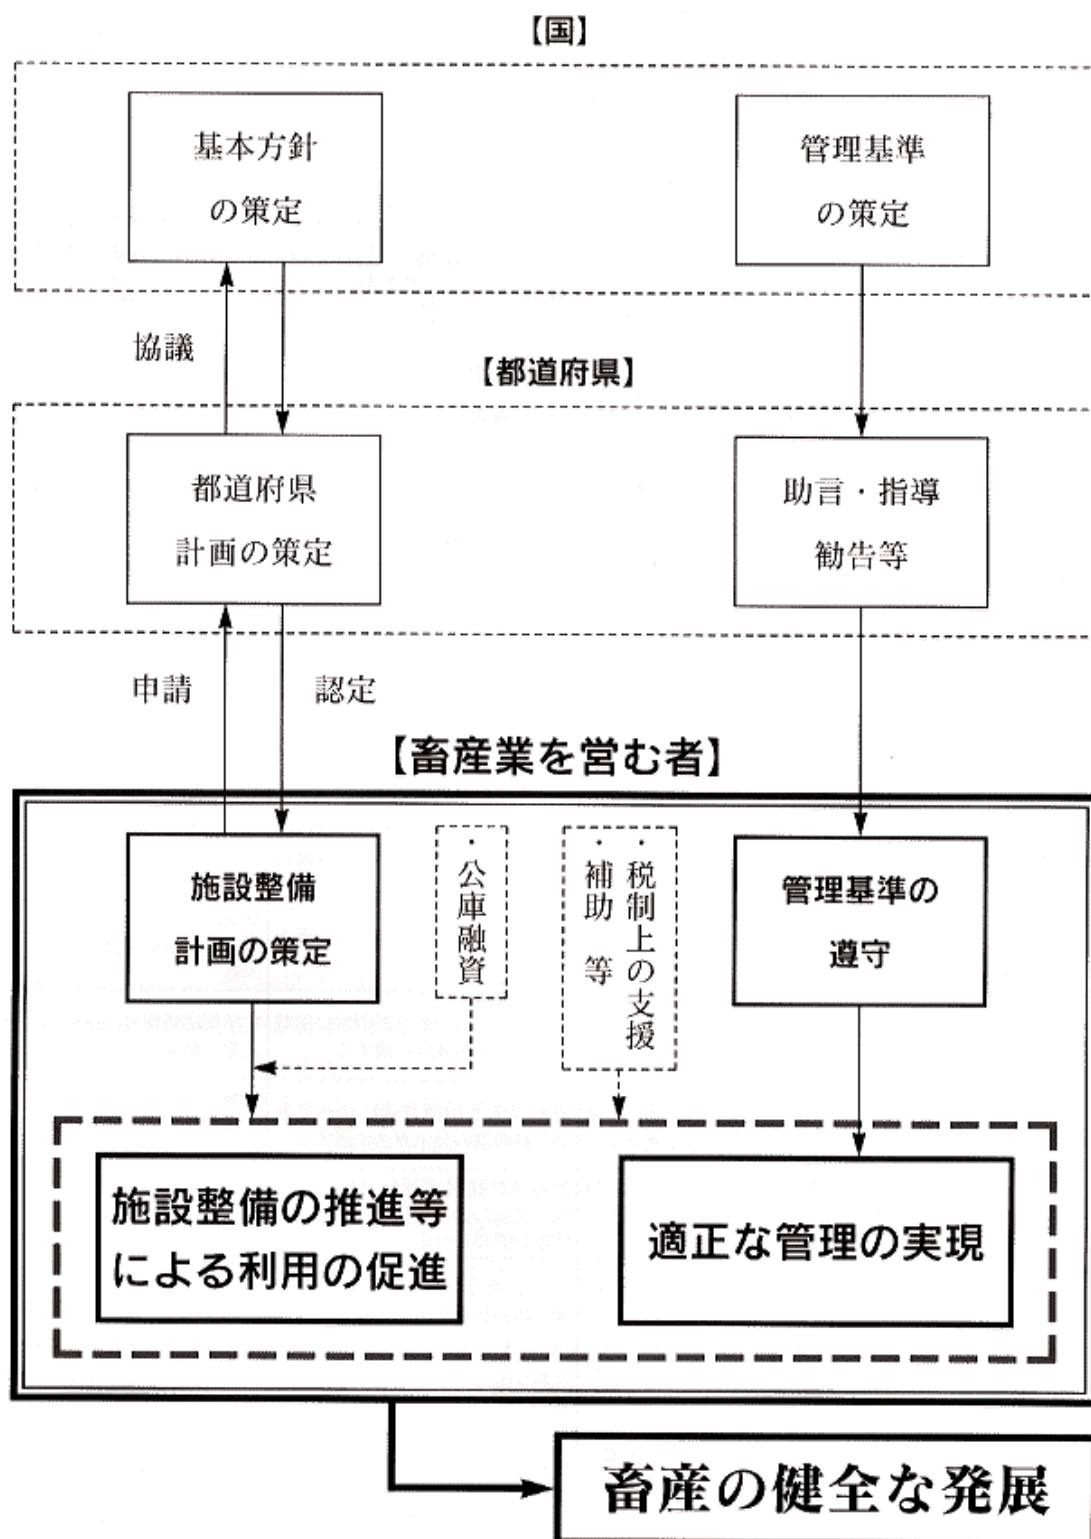 【国】
基本方針
の策定
管理基準
の策定
協議
【都道府県】
都道府県
計画の策定
助言・指導
勧告等
申請
認定
【畜産業を営む者】
施設整備
計画の策定
・公庫融資
・税制上の支援
・補助　等
管理基準の
遵守
施設整備の推進等
による利用の促進
適正な管理の実現
畜産の健全な発展